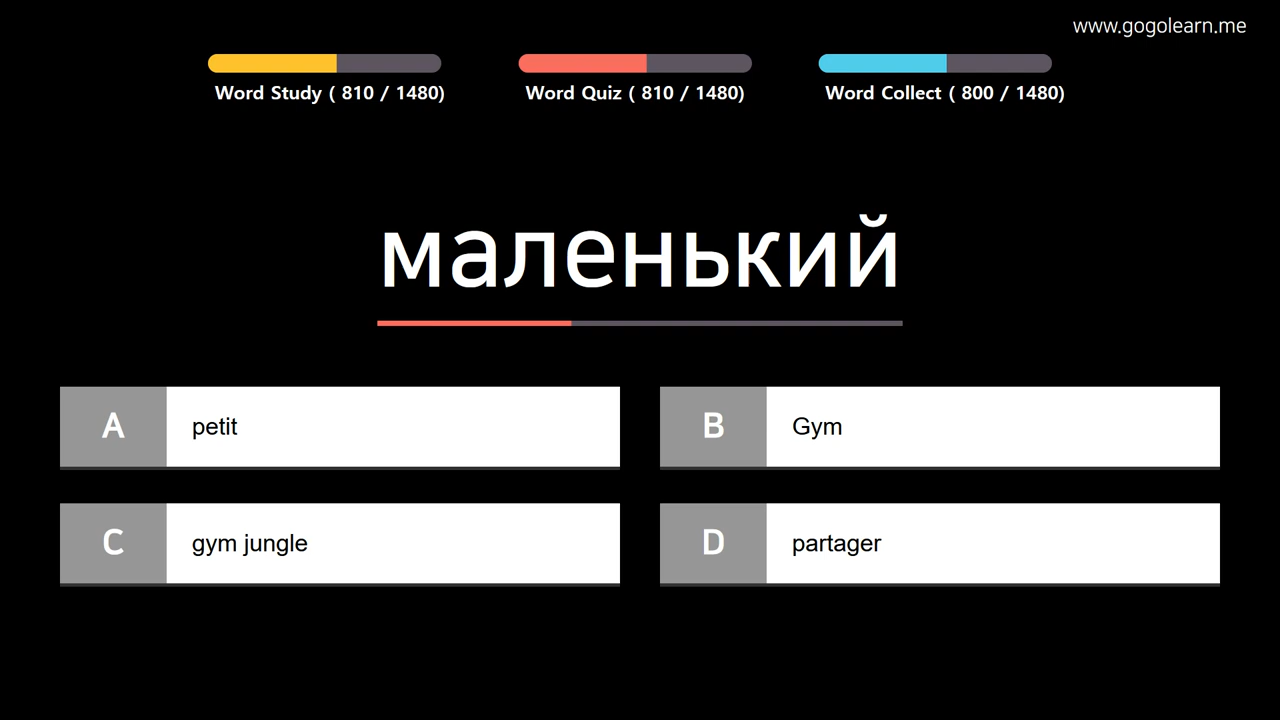 www.gogolearn.me
Word Study ( 810 / 1480)
Word Quiz ( 810 / 1480)
Word Collect ( 800 / 1480)
маленький
A petit
B Gym
C gym jungle
D partager